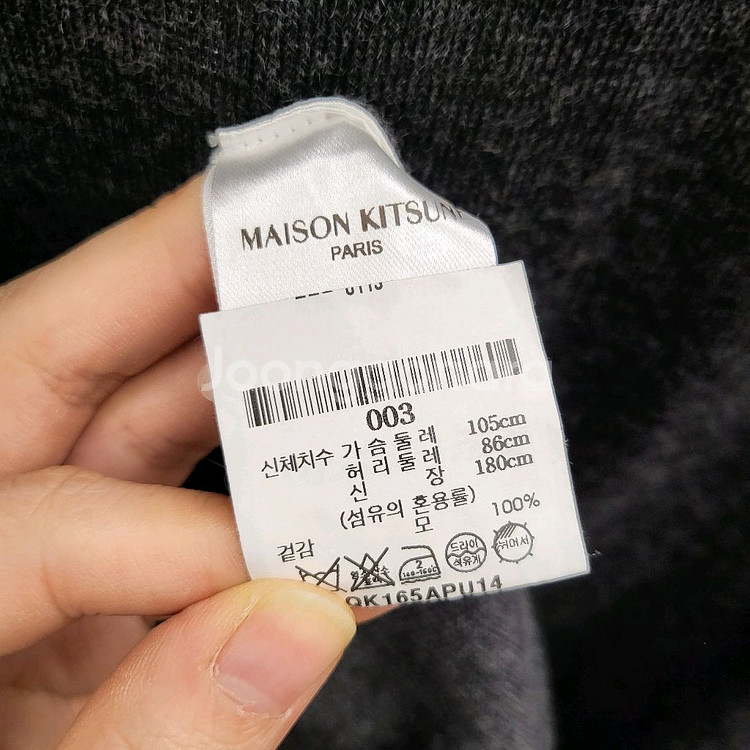 MAISON KITSUN
PARIS
003
신체치수 가슴둘레 105cm
허리둘레 86cm
신 장 180cm
(섬유의 혼용률)
겉감 모 100%
2
드라이
석유계
뉘어서
QK165APU14